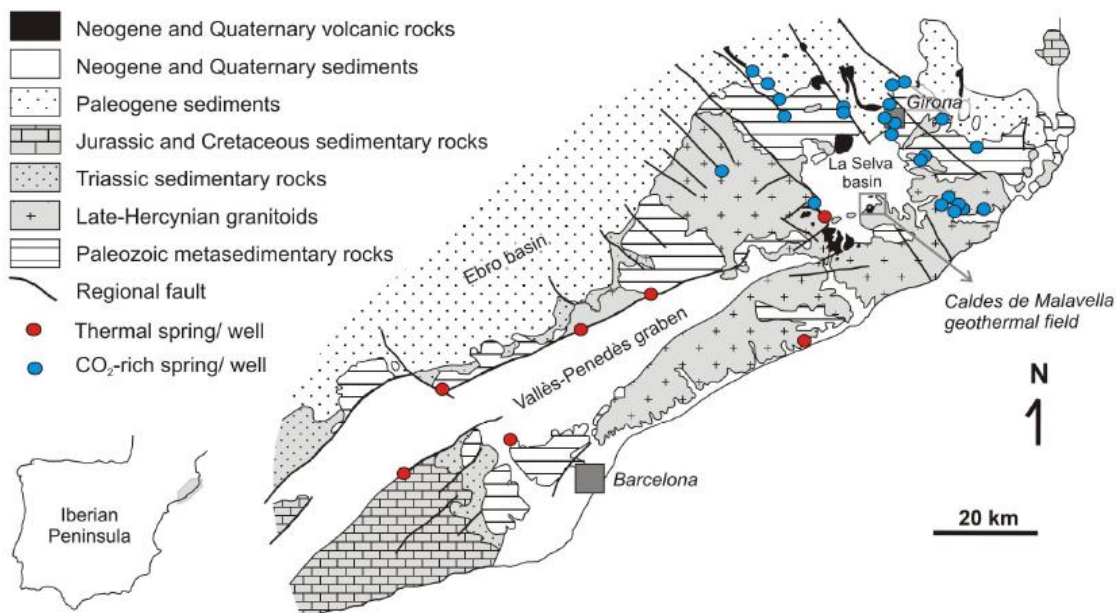 Neogene and Quaternary volcanic rocks
Neogene and Quaternary sediments
Paleogene sediments
Jurassic and Cretaceous sedimentary rocks
Triassic sedimentary rocks
Late-Hercynian granitoids
Paleozoic metasedimentary rocks
Regional fault
Thermal spring/ well
CO₂-rich spring/ well
Iberian
Peninsula
Girona
La Selva
basin
Ebro basin
Caldes de Malavella
geothermal field
Vallès-Penedès graben
N
Barcelona
20 km